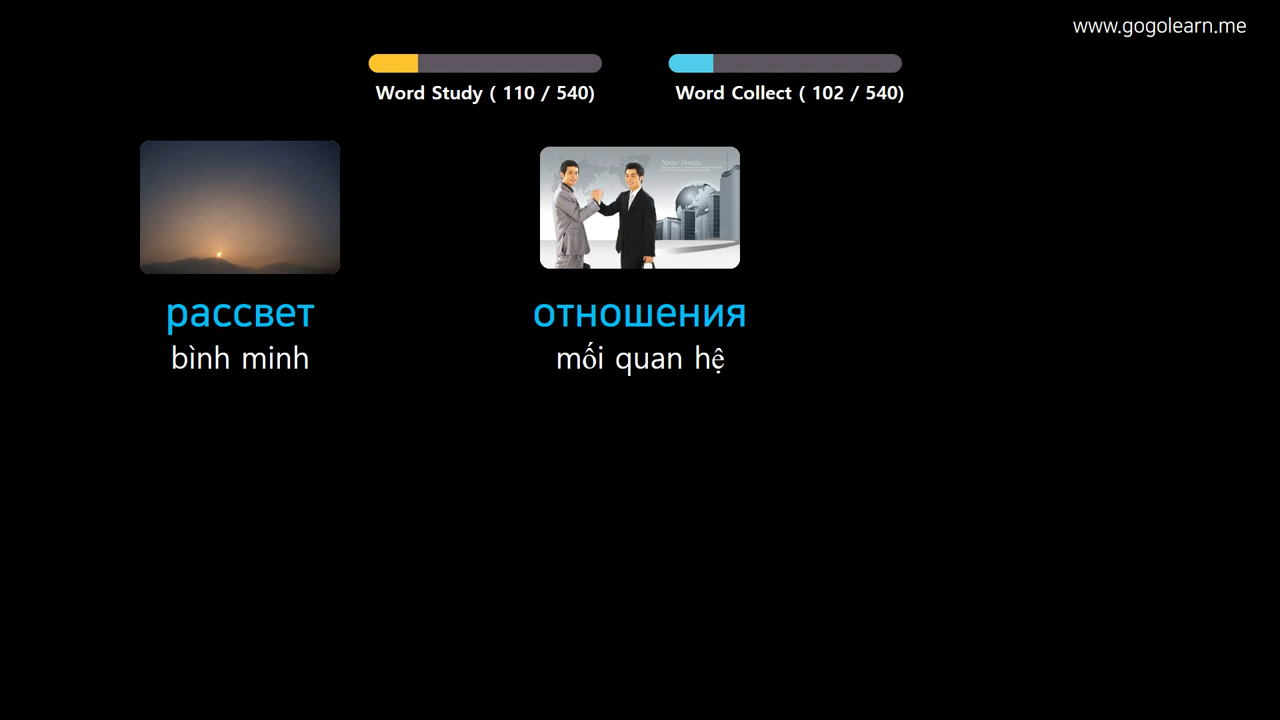 www.gogolearn.me
Word Study ( 110 / 540)
Word Collect ( 102 / 540)
рассвет
bình minh
отношения
mối quan hệ